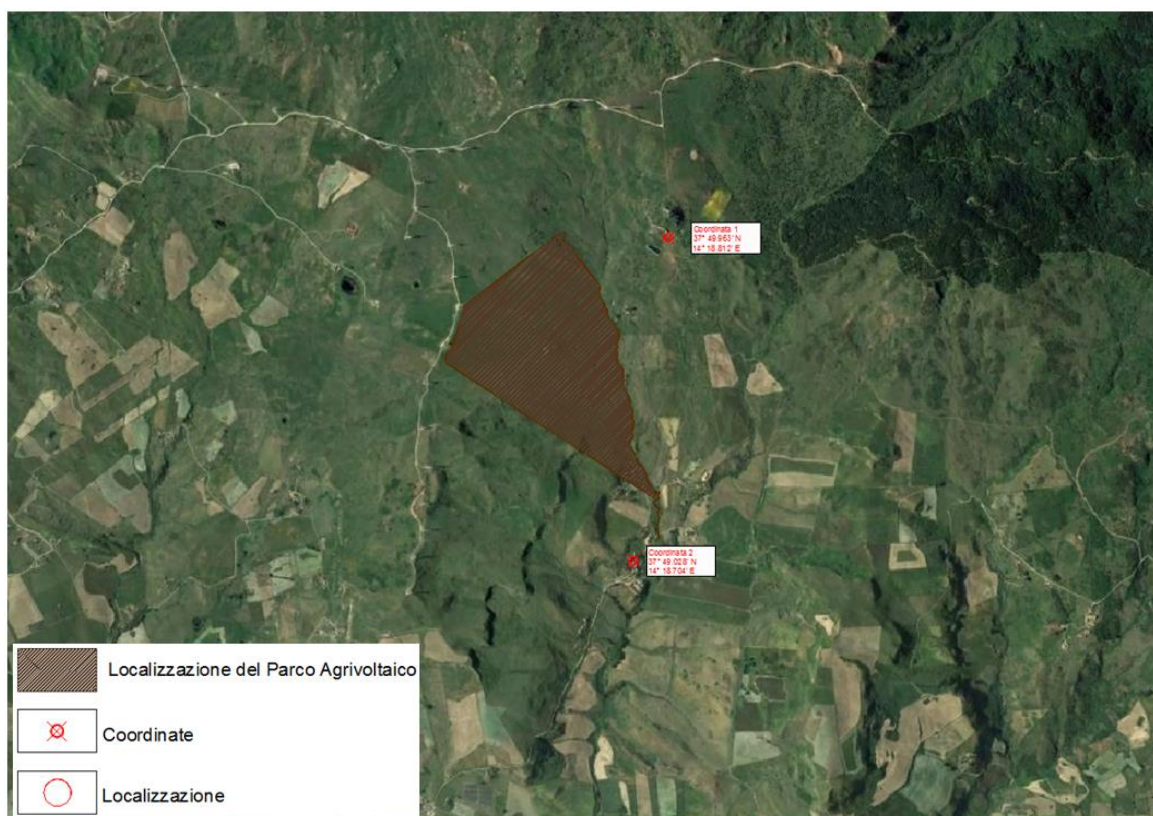 Coordinata 1
37° 49.963' N
14° 18.812' E
Coordinata 2
37° 49.028' N
14° 18.704' E
Localizzazione del Parco Agrivoltaico
Coordinate
Localizzazione